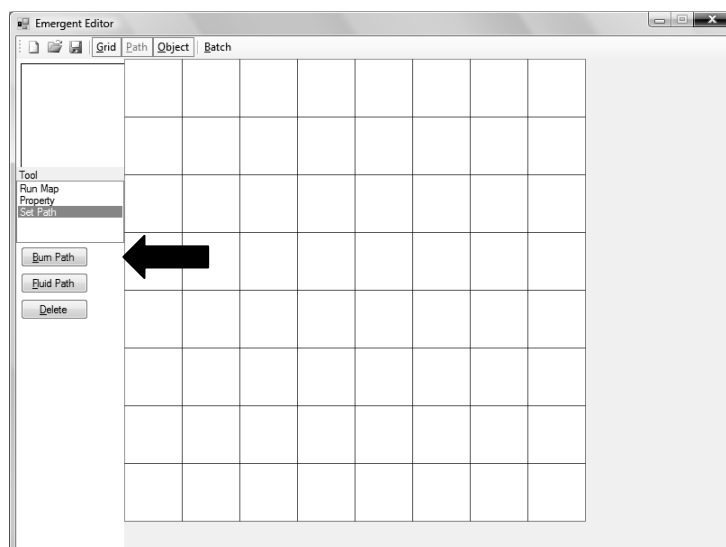 Emergent Editor
Grid Path Object Batch
Tool
Run Map
Property
Set Path
Burn Path
Fluid Path
Delete